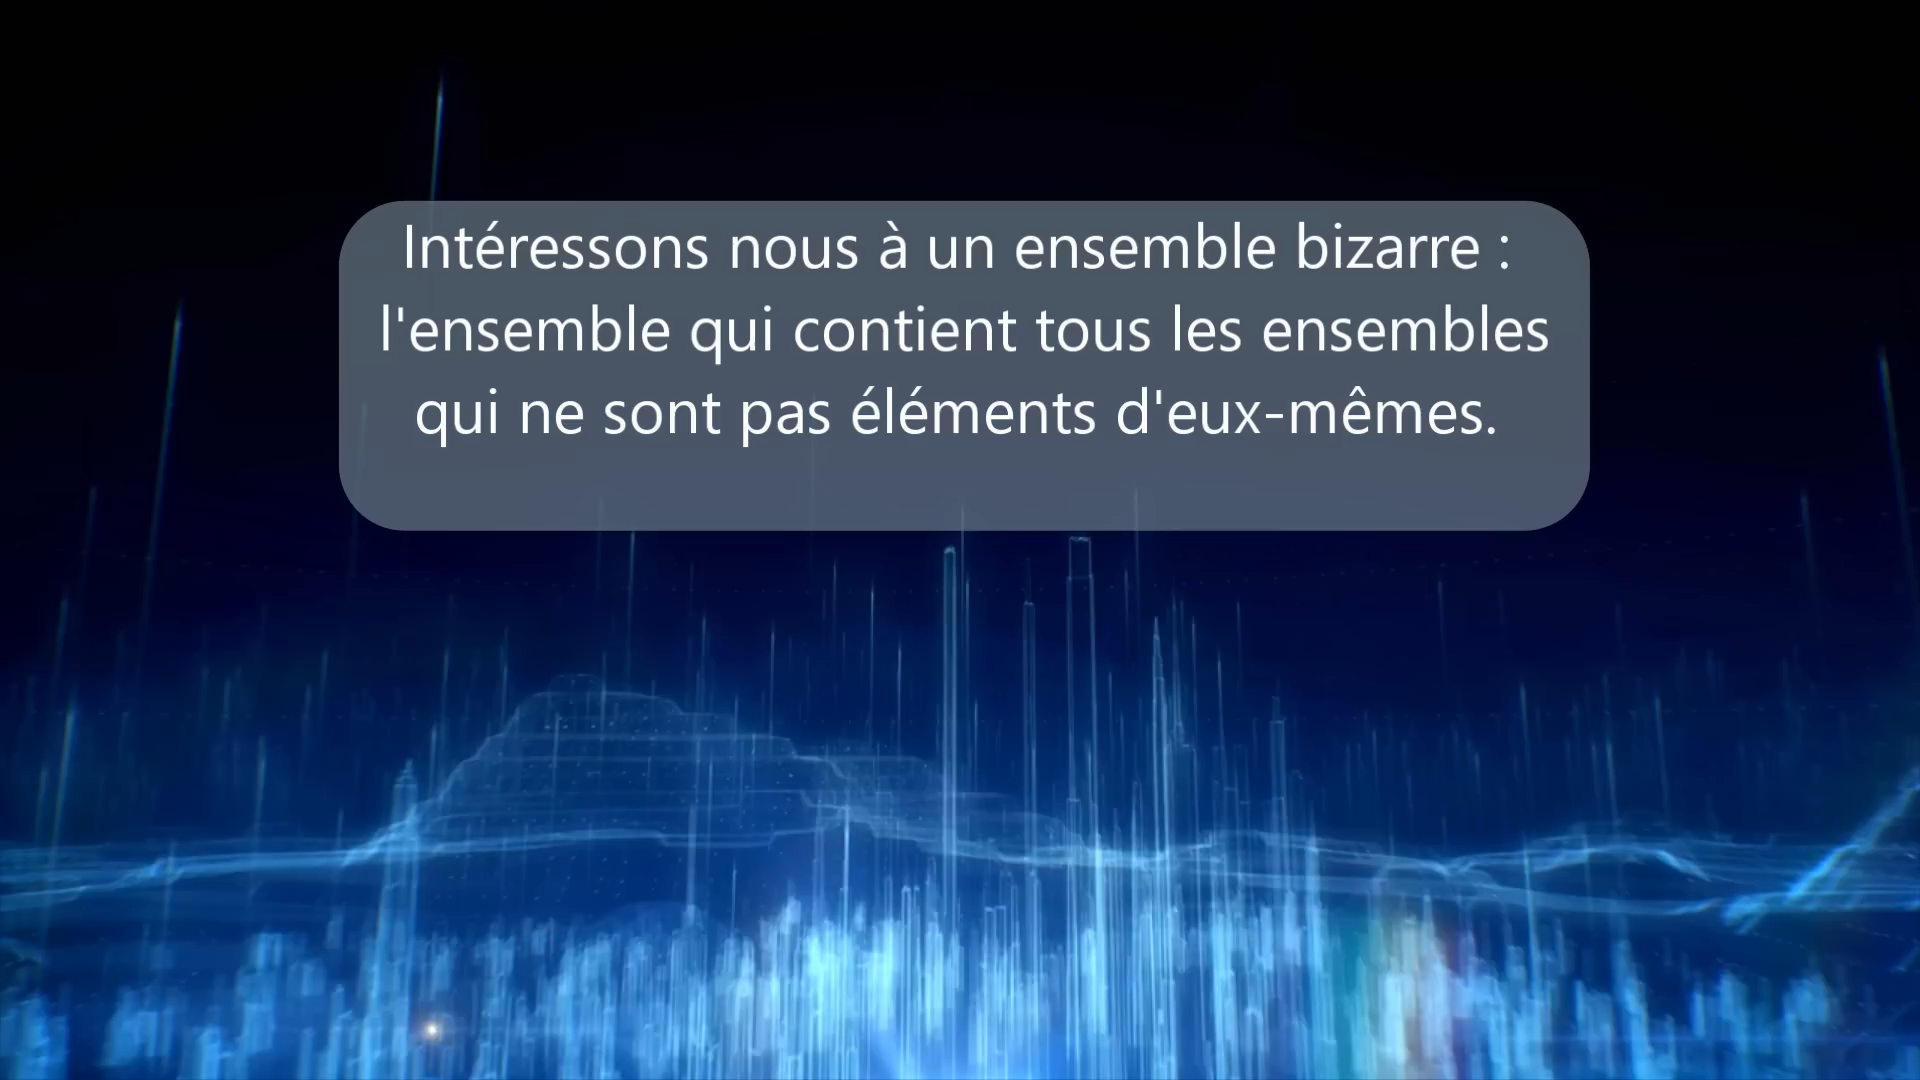 Intéressons nous à un ensemble bizarre :
l'ensemble qui contient tous les ensembles
qui ne sont pas éléments d'eux-mêmes.